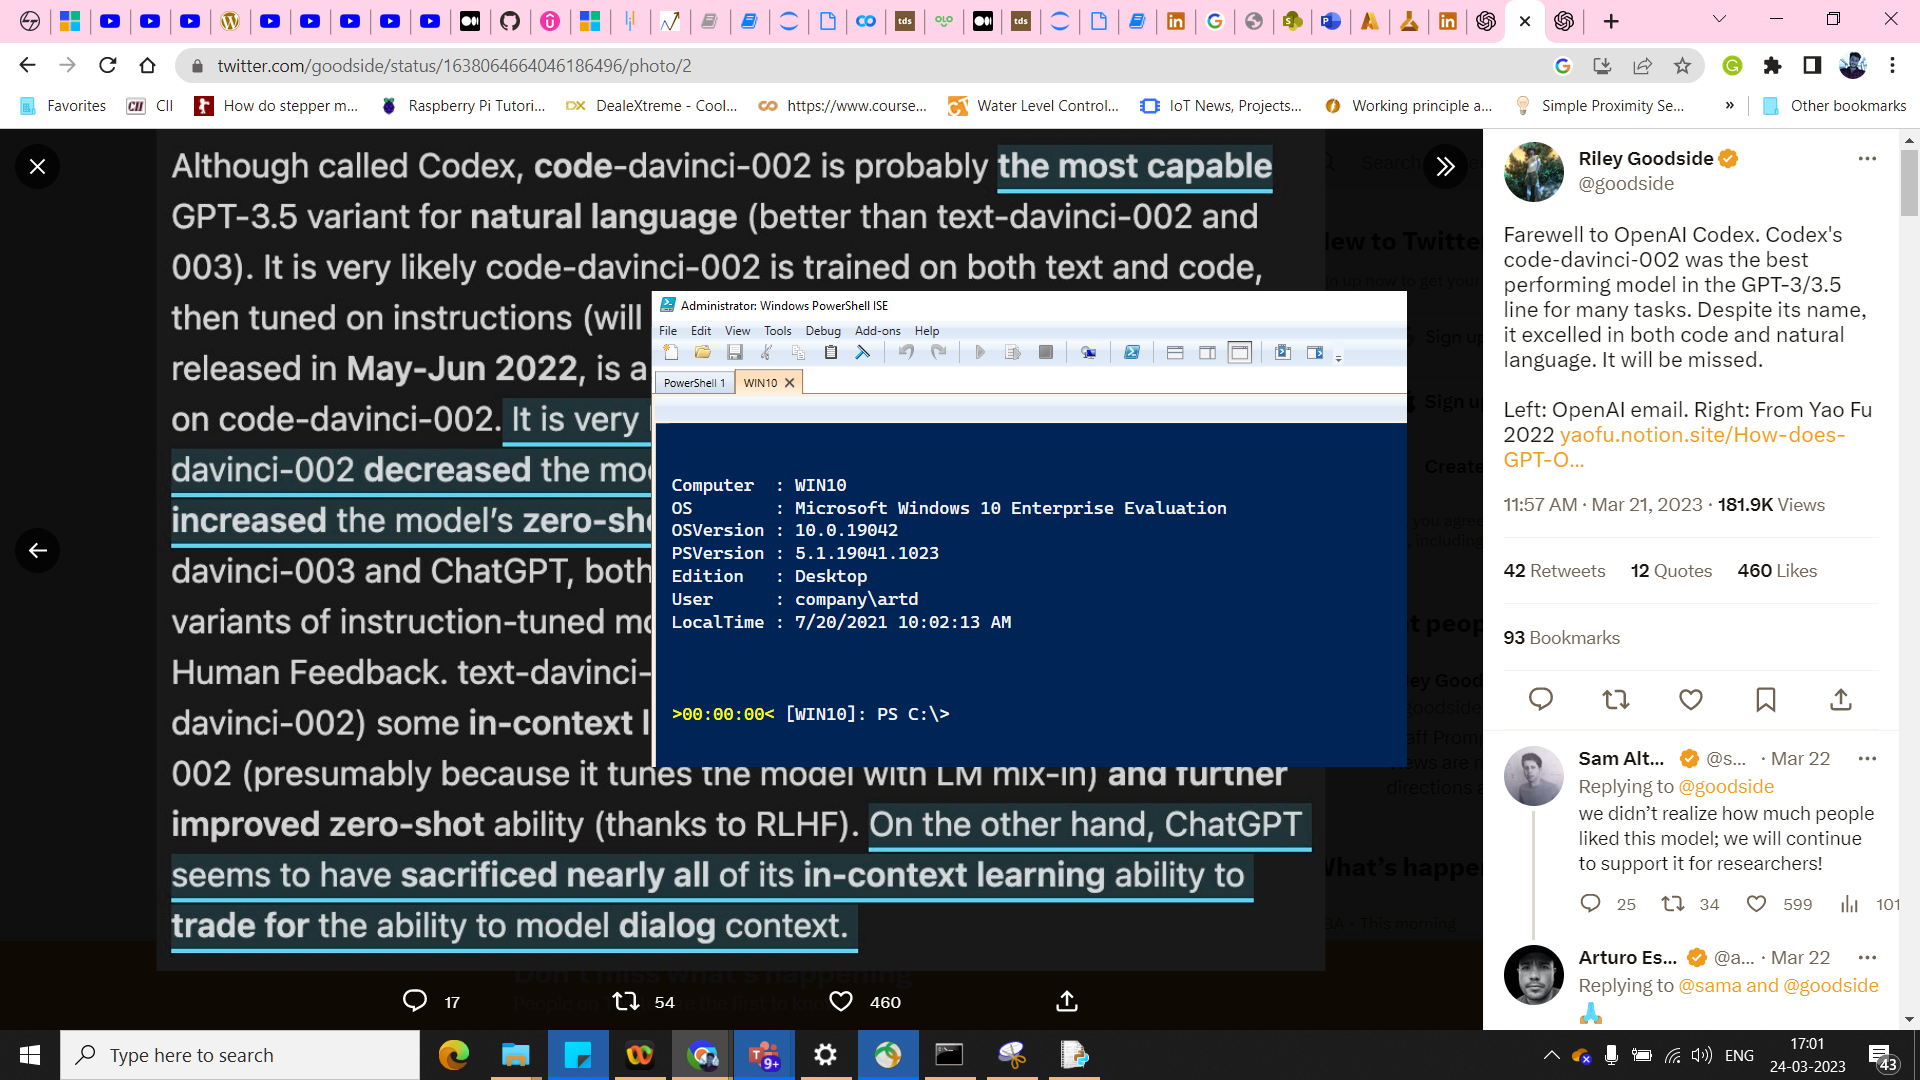 twitter.com/goodside/status/1638064664046186496/photo/2
Favorites
CII
How do stepper m...
Raspberry Pi Tutori...
DX
DealeXtreme - Cool...
https://www.course...
Water Level Control...
IoT News, Projects...
Working principle a...
Simple Proximity Se...
»
Other bookmarks
Although called Codex, code-davinci-002 is probably the most capable
GPT-3.5 variant for natural language (better than text-davinci-002 and
003). It is very likely code-davinci-002 is trained on both text and code,
then tuned on instructions (will
released in May-Jun 2022, is a
on code-davinci-002. It is very
davinci-002 decreased the mo
increased the model's zero-sh
davinci-003 and ChatGPT, both
variants of instruction-tuned mo
Human Feedback. text-davinci-
davinci-002) some in-context l
002 (presumably because it tunes the model with LM mix-in) and further
improved zero-shot ability (thanks to RLHF). On the other hand, ChatGPT
seems to have sacrificed nearly all of its in-context learning ability to
trade for the ability to model dialog context.
Administrator: Windows PowerShell ISE
File Edit View Tools Debug Add-ons Help
PowerShell 1 WIN10
Computer : WIN10
OS : Microsoft Windows 10 Enterprise Evaluation
OSVersion : 10.0.19042
PSVersion : 5.1.19041.1023
Edition : Desktop
User : company\artd
LocalTime : 7/20/2021 10:02:13 AM
>00:00:00< [WIN10]: PS C:\>
17 54 460
Riley Goodside
@goodside
Farewell to OpenAI Codex. Codex's
code-davinci-002 was the best
performing model in the GPT-3/3.5
line for many tasks. Despite its name,
it excelled in both code and natural
language. It will be missed.
Left: OpenAI email. Right: From Yao Fu
2022 yaofu.notion.site/How-does-
GPT-O...
11:57 AM · Mar 21, 2023 · 181.9K Views
42 Retweets 12 Quotes 460 Likes
93 Bookmarks
Sam Alt... @s... · Mar 22
Replying to @goodside
we didn't realize how much people
liked this model; we will continue
to support it for researchers!
25 34 599 101
Arturo Es... @a... · Mar 22
Replying to @sama and @goodside
Type here to search
9+
ENG
17:01
24-03-2023
43